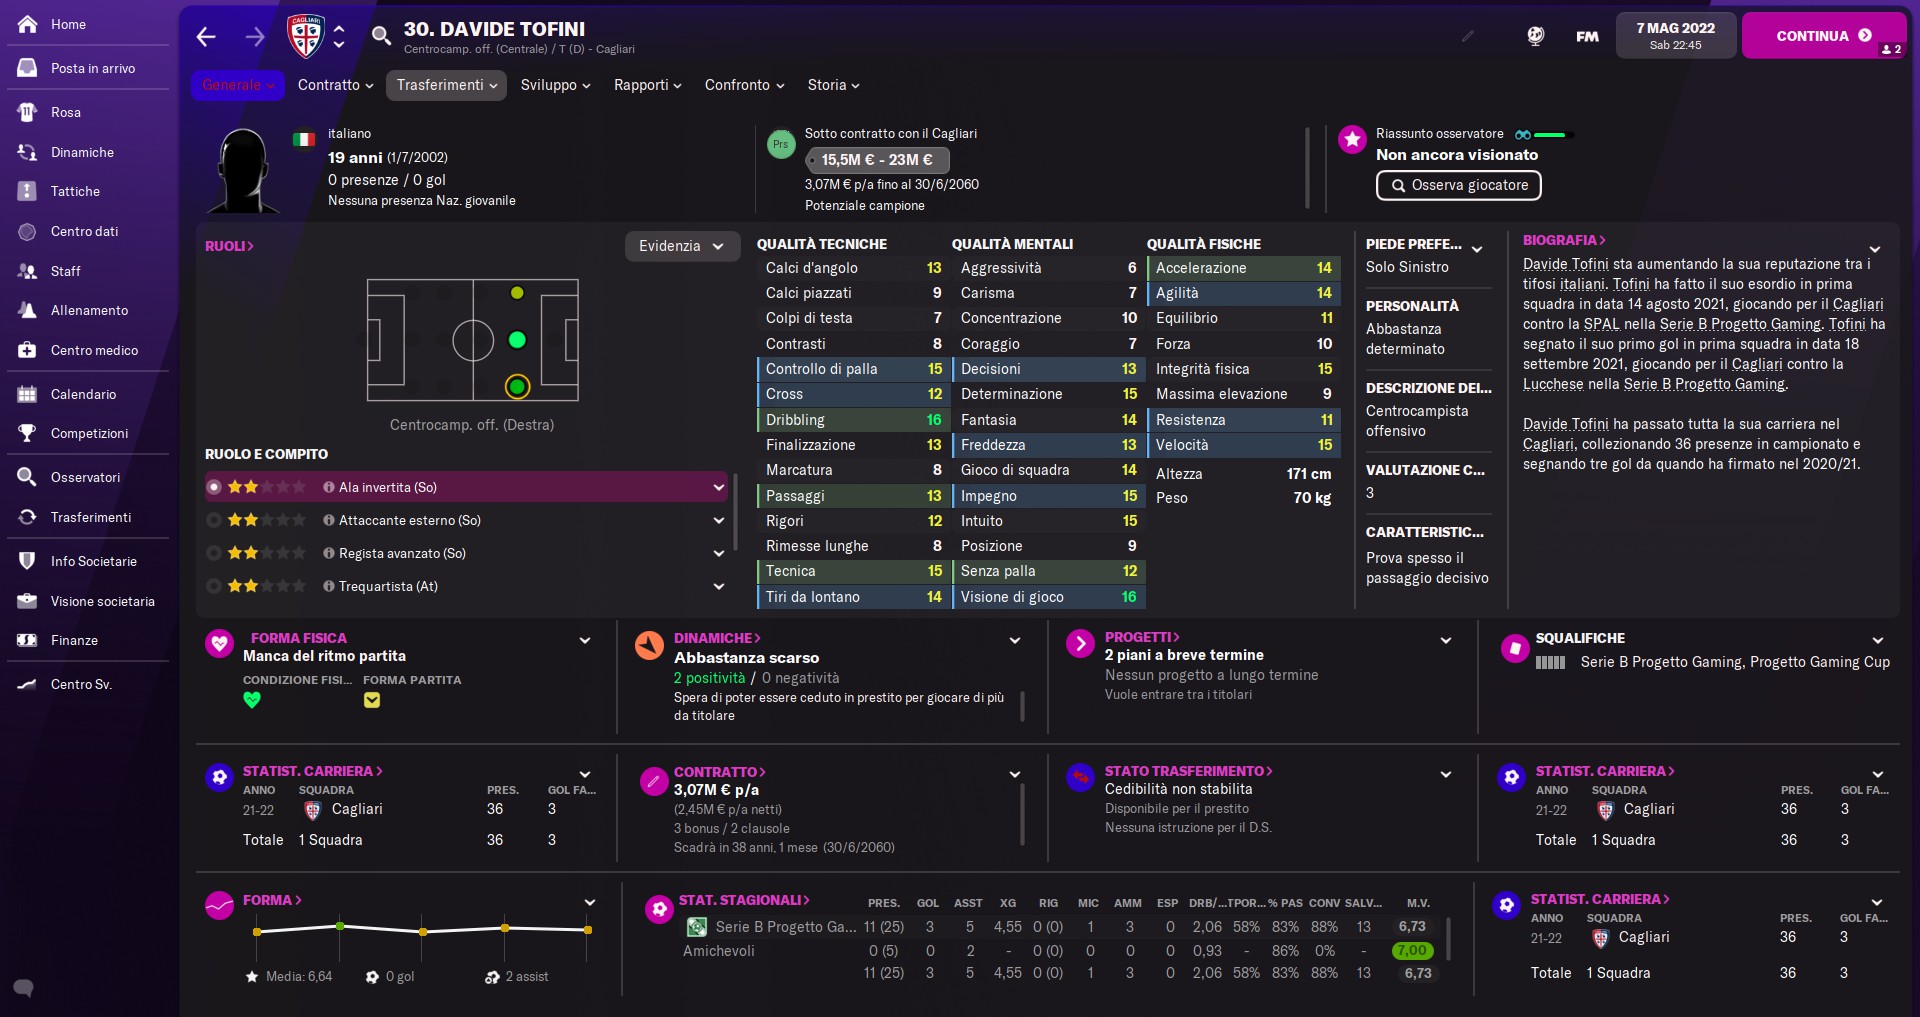 Home
Posta in arrivo
Rosa
Dinamiche
Tattiche
Centro dati
Staff
Allenamento
Centro medico
Calendario
Competizioni
Osservatori
Trasferimenti
Info Societarie
Visione societaria
Finanze
Centro Sv.
30. DAVIDE TOFINI
Centrocamp. off. (Centrale) / T (D) - Cagliari
FM
7 MAG 2022
Sab 22:45
CONTINUA
2
Generale Contratto Trasferimenti Sviluppo Rapporti Confronto Storia
italiano
19 anni (1/7/2002)
0 presenze / 0 gol
Nessuna presenza Naz. giovanile
Prs
Sotto contratto con il Cagliari
15,5M € - 23M €
3,07M € p/a fino al 30/6/2060
Potenziale campione
Riassunto osservatore
Non ancora visionato
Osserva giocatore
RUOLI
Evidenzia
Centrocamp. off. (Destra)
RUOLO E COMPITO
Ala invertita (So)
Attaccante esterno (So)
Regista avanzato (So)
Trequartista (At)
QUALITÀ TECNICHE
Calci d'angolo 13
Calci piazzati 9
Colpi di testa 7
Contrasti 8
Controllo di palla 15
Cross 12
Dribbling 16
Finalizzazione 13
Marcatura 8
Passaggi 13
Rigori 12
Rimesse lunghe 8
Tecnica 15
Tiri da lontano 14
QUALITÀ MENTALI
Aggressività 6
Carisma 7
Concentrazione 10
Coraggio 7
Decisioni 13
Determinazione 15
Fantasia 14
Freddezza 13
Gioco di squadra 14
Impegno 15
Intuito 15
Posizione 9
Senza palla 12
Visione di gioco 16
QUALITÀ FISICHE
Accelerazione 14
Agilità 14
Equilibrio 11
Forza 10
Integrità fisica 15
Massima elevazione 9
Resistenza 11
Velocità 15
Altezza 171 cm
Peso 70 kg
PIEDE PREFE...
Solo Sinistro
PERSONALITÀ
Abbastanza
determinato
DESCRIZIONE DEI...
Centrocampista
offensivo
VALUTAZIONE C...
3
CARATTERISTIC...
Prova spesso il
passaggio decisivo
BIOGRAFIA
Davide Tofini sta aumentando la sua reputazione tra i
tifosi italiani. Tofini ha fatto il suo esordio in prima
squadra in data 14 agosto 2021, giocando per il Cagliari
contro la SPAL nella Serie B Progetto Gaming. Tofini ha
segnato il suo primo gol in prima squadra in data 18
settembre 2021, giocando per il Cagliari contro la
Lucchese nella Serie B Progetto Gaming.
Davide Tofini ha passato tutta la sua carriera nel
Cagliari, collezionando 36 presenze in campionato e
segnando tre gol da quando ha firmato nel 2020/21.
FORMA FISICA
Manca del ritmo partita
CONDIZIONE FISI... FORMA PARTITA
DINAMICHE
Abbastanza scarso
2 positività / 0 negatività
Spera di poter essere ceduto in prestito per giocare di più
da titolare
PROGETTI
2 piani a breve termine
Nessun progetto a lungo termine
Vuole entrare tra i titolari
SQUALIFICHE
Serie B Progetto Gaming, Progetto Gaming Cup
STATIST. CARRIERA
ANNO SQUADRA PRES. GOL FA...
21-22 Cagliari 36 3
Totale 1 Squadra 36 3
CONTRATTO
3,07M € p/a
(2,45M € p/a netti)
3 bonus / 2 clausole
Scadrà in 38 anni, 1 mese (30/6/2060)
STATO TRASFERIMENTO
Cedibilità non stabilita
Disponibile per il prestito
Nessuna istruzione per il D.S.
STATIST. CARRIERA
ANNO SQUADRA PRES. GOL FA...
21-22 Cagliari 36 3
Totale 1 Squadra 36 3
FORMA
Media: 6,64 0 gol 2 assist
STAT. STAGIONALI PRES. GOL ASST XG RIG MIC AMM ESP DRB/... TPOR... % PAS CONV SALV... M.V.
Serie B Progetto Ga... 11 (25) 3 5 4,55 0 (0) 1 3 0 2,06 58% 83% 88% 13 6,73
Amichevoli 0 (5) 0 2 - 0 (0) 0 0 0 0,93 - 86% 0% - 7,00
11 (25) 3 5 4,55 0 (0) 1 3 0 2,06 58% 83% 88% 13 6,73
STATIST. CARRIERA
ANNO SQUADRA PRES. GOL FA...
21-22 Cagliari 36 3
Totale 1 Squadra 36 3